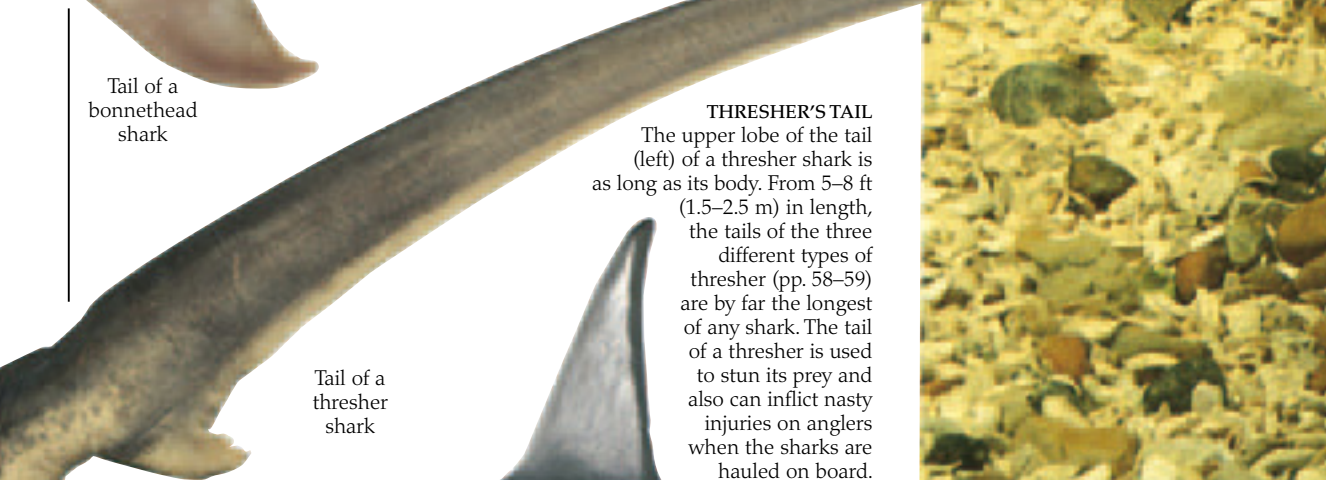 Tail of a
bonnethead
shark
THRESHER'S TAIL
The upper lobe of the tail
(left) of a thresher shark is
as long as its body. From 5–8 ft
(1.5–2.5 m) in length,
the tails of the three
different types of
thresher (pp. 58–59)
are by far the longest
of any shark. The tail
of a thresher is used
to stun its prey and
also can inflict nasty
injuries on anglers
when the sharks are
hauled on board.
Tail of a
thresher
shark